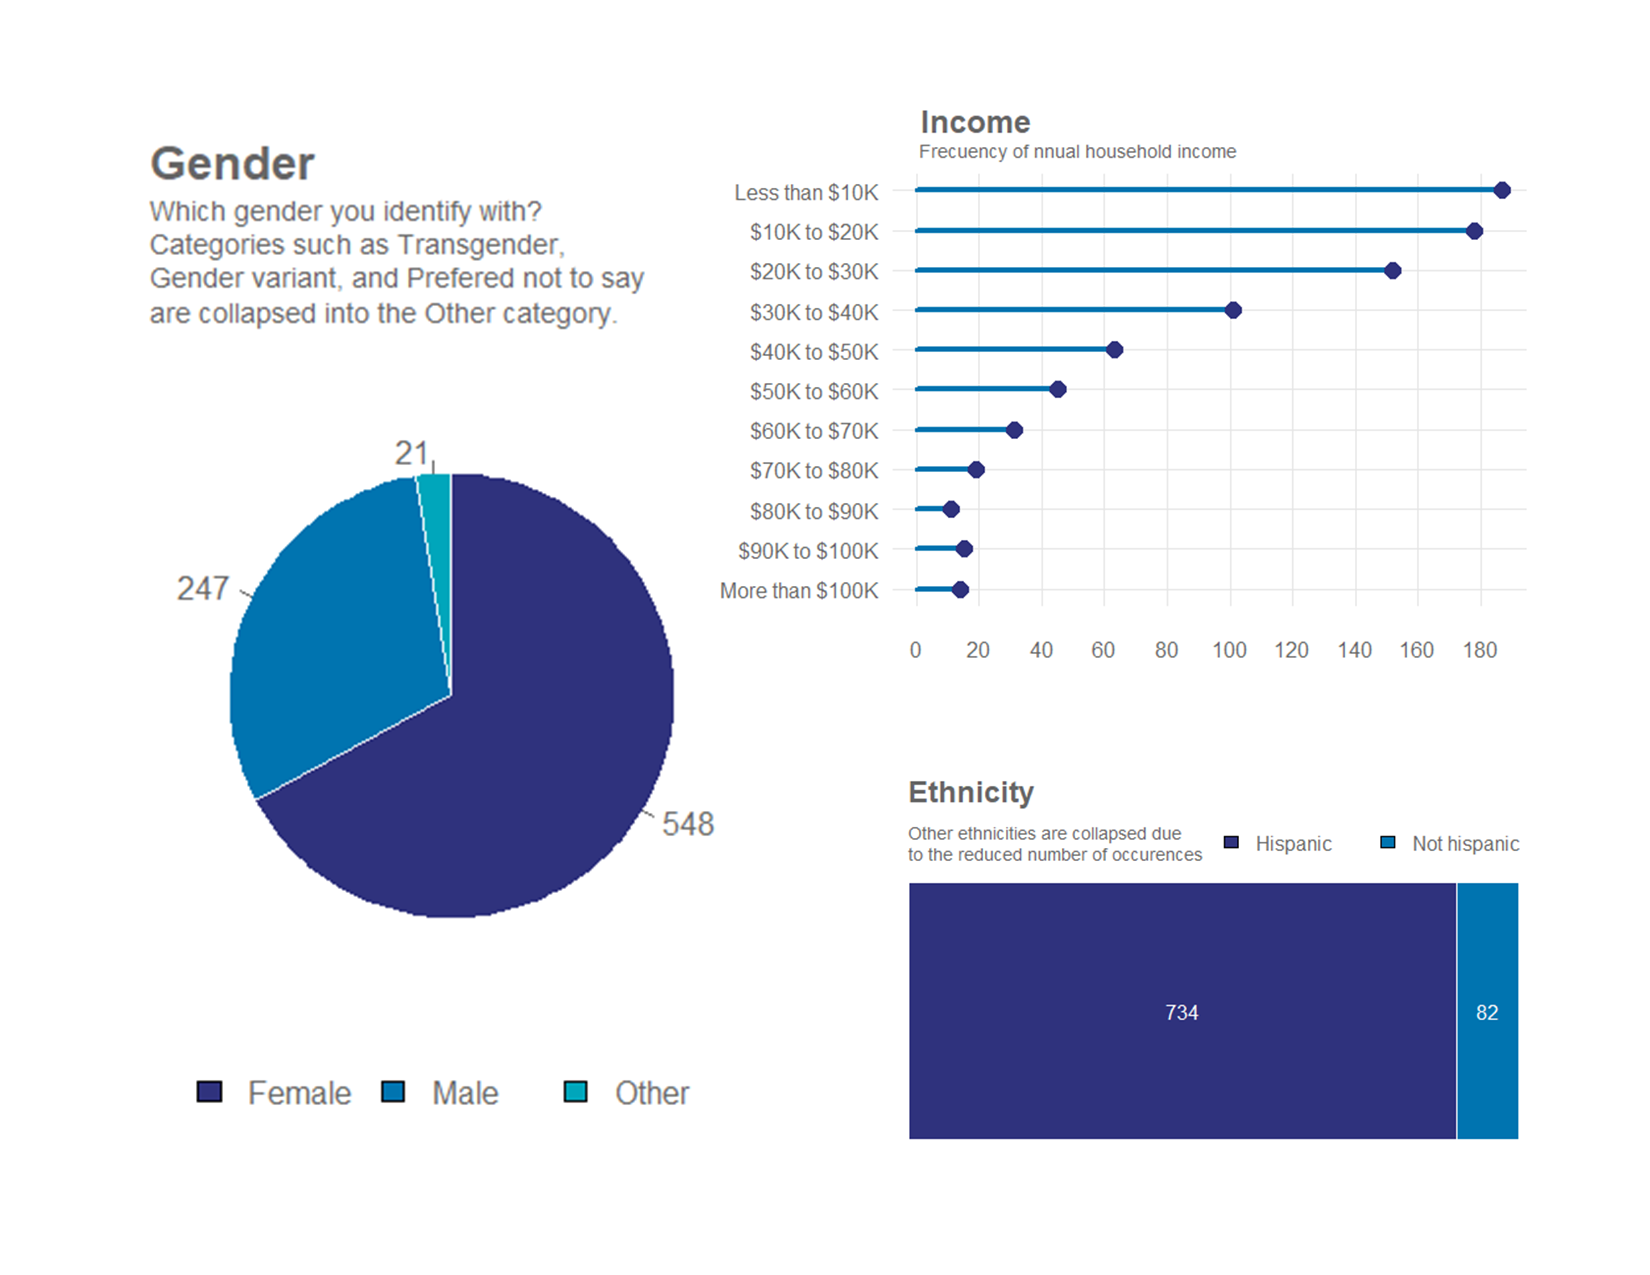 Gender
Which gender you identify with?
Categories such as Transgender,
Gender variant, and Prefered not to say
are collapsed into the Other category.
21
247
548
Female Male Other
Income
Frecuency of nnual household income
Less than $10K
$10K to $20K
$20K to $30K
$30K to $40K
$40K to $50K
$50K to $60K
$60K to $70K
$70K to $80K
$80K to $90K
$90K to $100K
More than $100K
0 20 40 60 80 100 120 140 160 180
Ethnicity
Other ethnicities are collapsed due
to the reduced number of occurences
Hispanic Not hispanic
734 82